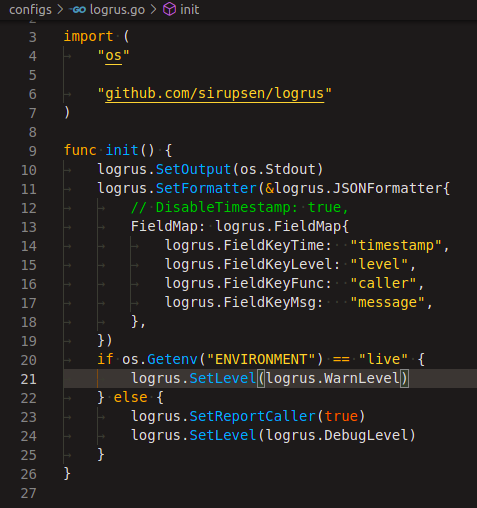 configs > logrus.go > init
2
3 import (
4 "os"
5
6 "github.com/sirupsen/logrus"
7 )
8
9 func init() {
10 logrus.SetOutput(os.Stdout)
11 logrus.SetFormatter(&logrus.JSONFormatter{
12 // DisableTimestamp: true,
13 FieldMap: logrus.FieldMap{
14 logrus.FieldKeyTime: "timestamp",
15 logrus.FieldKeyLevel: "level",
16 logrus.FieldKeyFunc: "caller",
17 logrus.FieldKeyMsg: "message",
18 },
19 })
20 if os.Getenv("ENVIRONMENT") == "live" {
21 logrus.SetLevel(logrus.WarnLevel)
22 } else {
23 logrus.SetReportCaller(true)
24 logrus.SetLevel(logrus.DebugLevel)
25 }
26 }
27